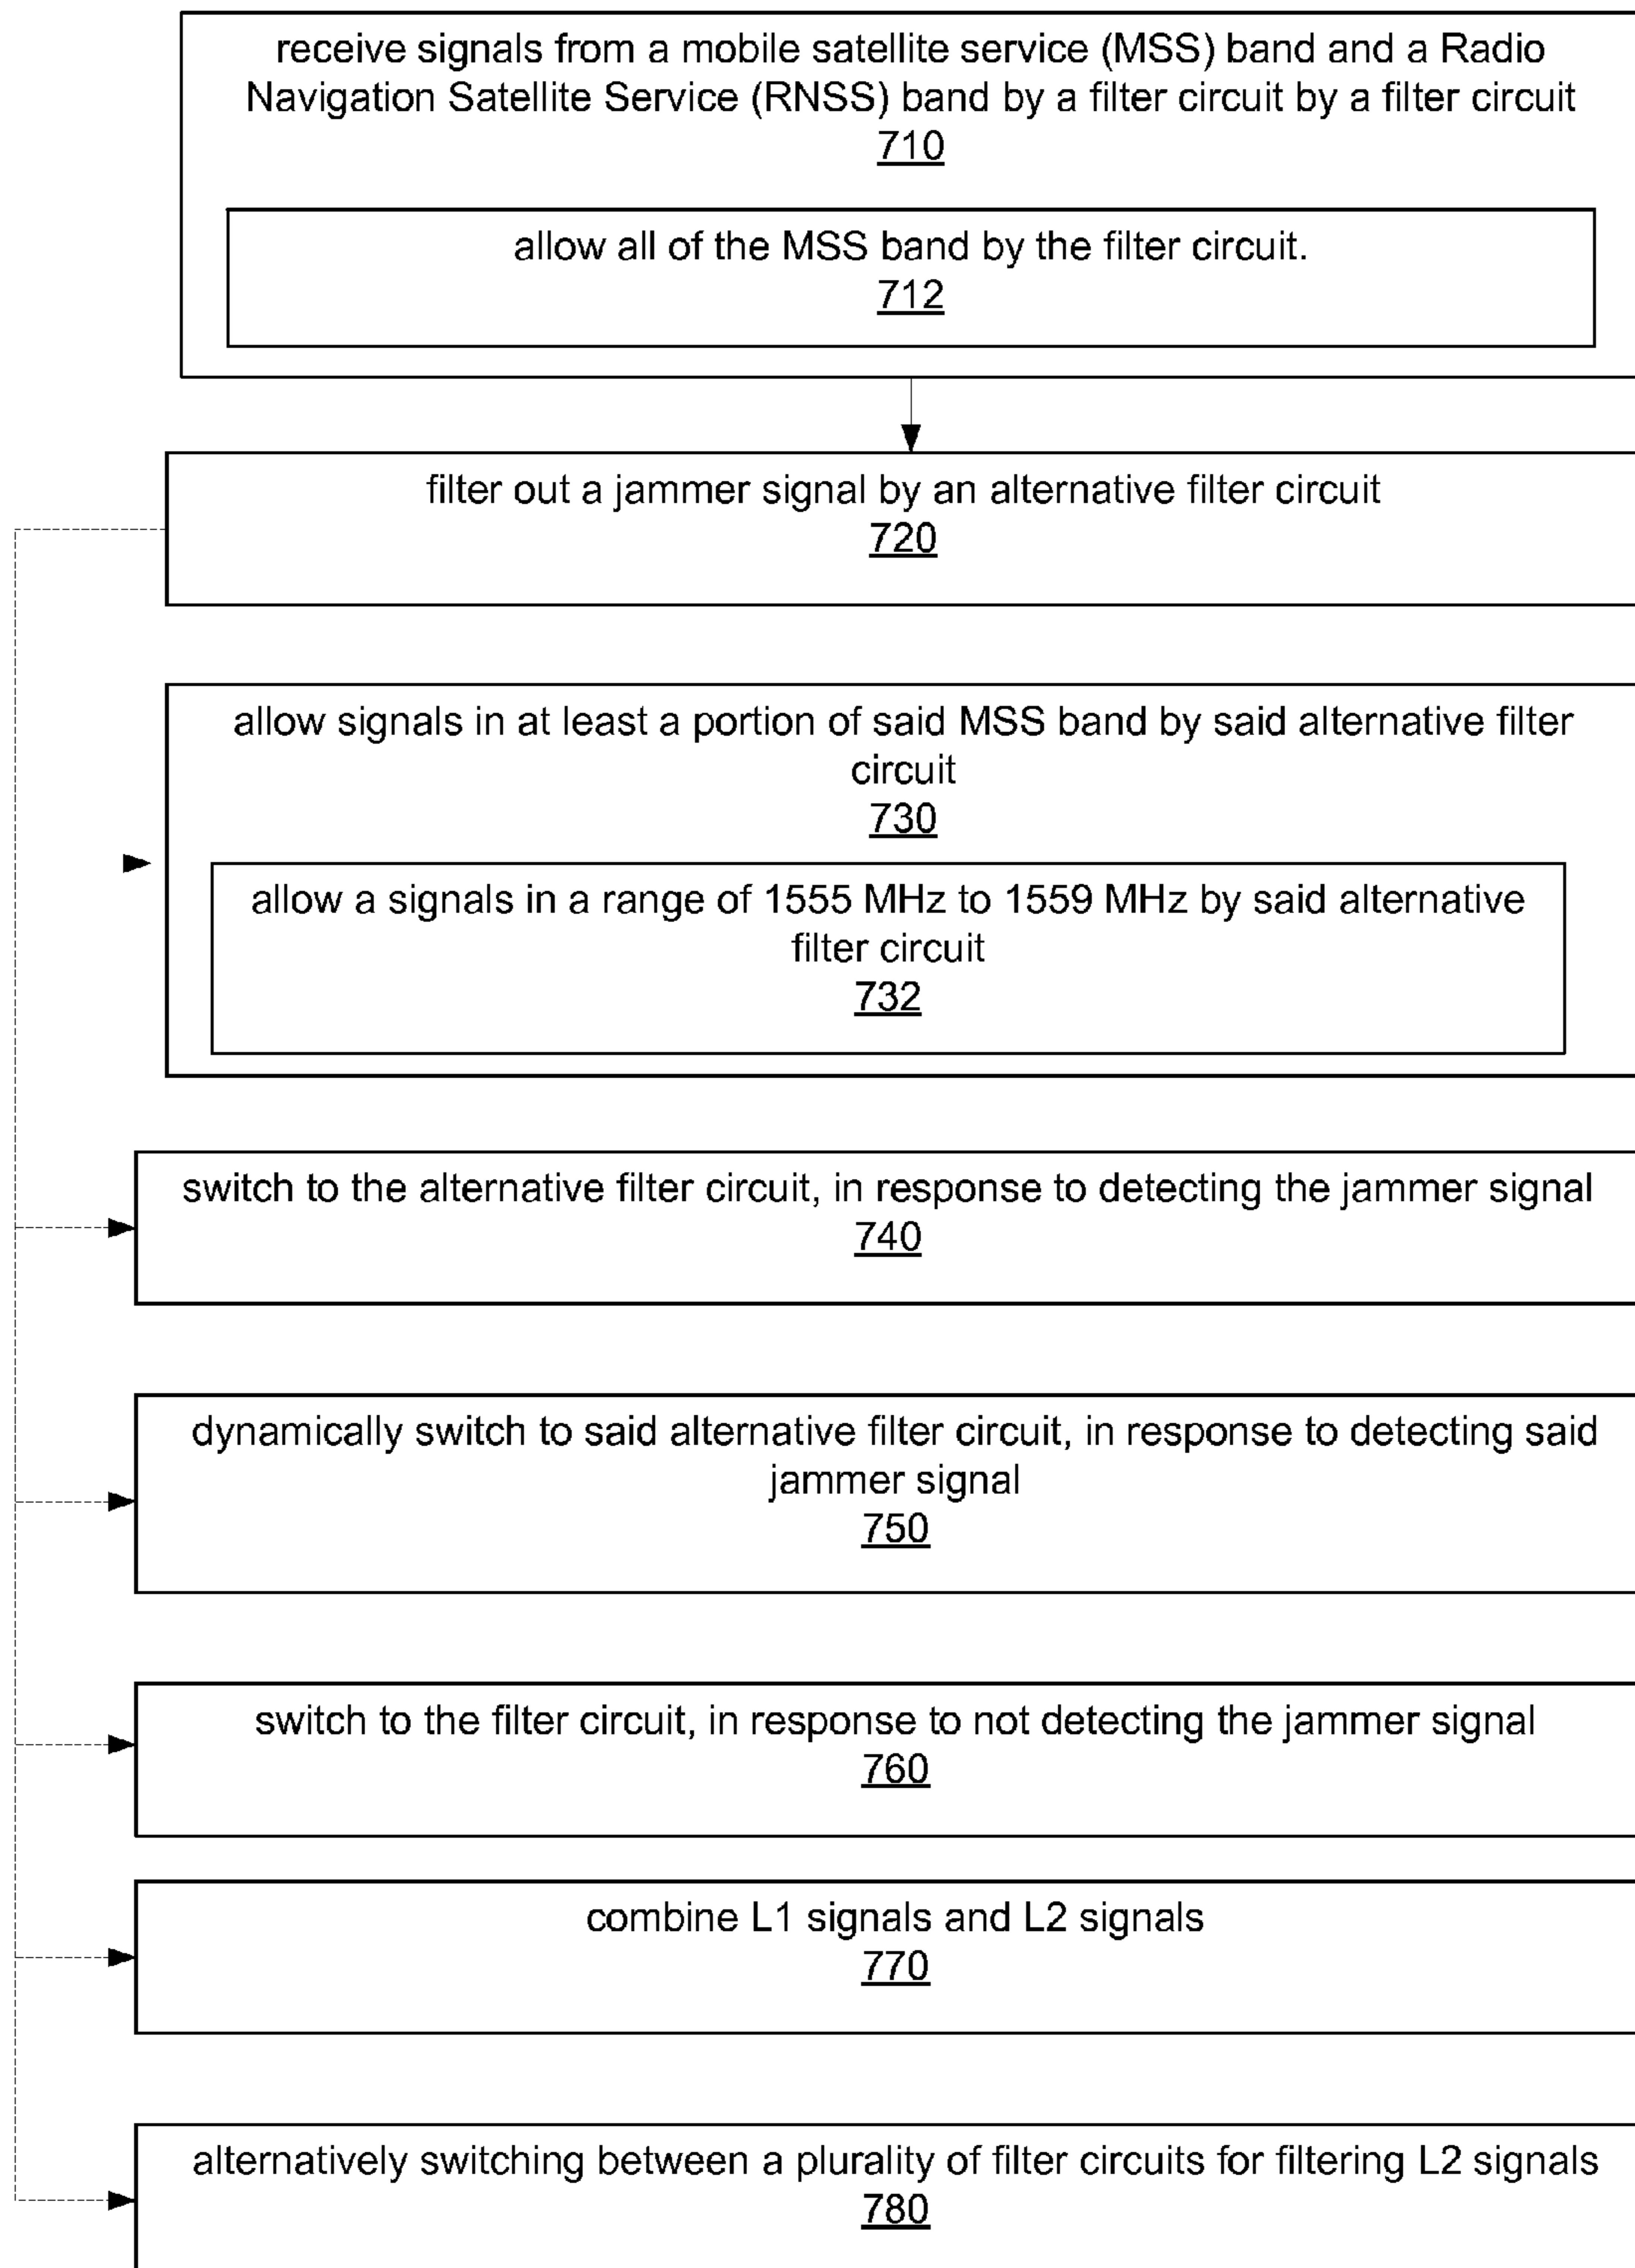 receive signals from a mobile satellite service (MSS) band and a Radio
Navigation Satellite Service (RNSS) band by a filter circuit by a filter circuit
710
allow all of the MSS band by the filter circuit.
712
filter out a jammer signal by an alternative filter circuit
720
allow signals in at least a portion of said MSS band by said alternative filter
circuit
730
allow a signals in a range of 1555 MHz to 1559 MHz by said alternative
filter circuit
732
switch to the alternative filter circuit, in response to detecting the jammer signal
740
dynamically switch to said alternative filter circuit, in response to detecting said
jammer signal
750
switch to the filter circuit, in response to not detecting the jammer signal
760
combine L1 signals and L2 signals
770
alternatively switching between a plurality of filter circuits for filtering L2 signals
780